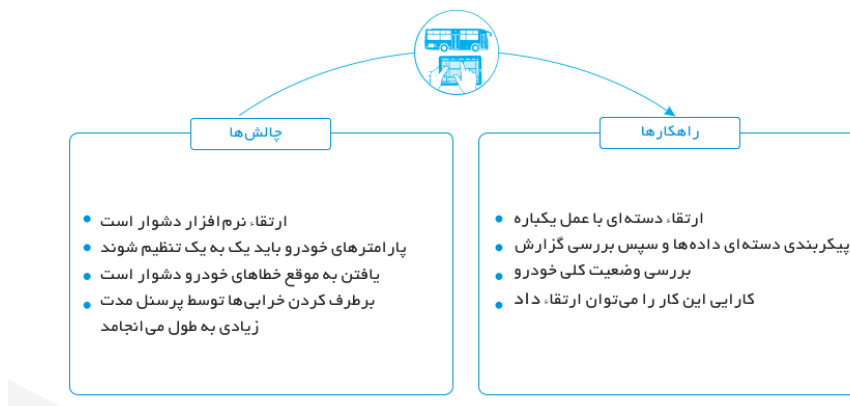 چالش‌ها
ارتقاء نرم‌افزار دشوار است
پارامترهای خودرو باید یک به یک تنظیم شوند
یافتن به موقع خطاهای خودرو دشوار است
برطرف کردن خرابی‌ها توسط پرسنل مدت
زیادی به طول می‌انجامد
راهکارها
ارتقاء دسته‌ای با عمل یکباره
پیکربندی دسته‌ای داده‌ها و سپس بررسی گزارش
بررسی وضعیت کلی خودرو
کارایی این کار را می‌توان ارتقاء داد